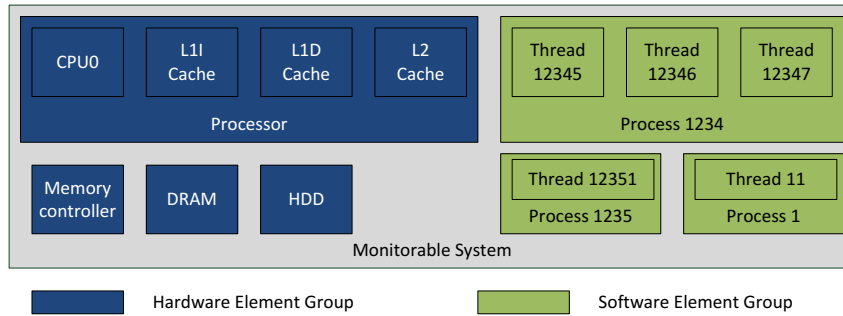 CPU0
L1I
Cache
L1D
Cache
L2
Cache
Processor
Thread
12345
Thread
12346
Thread
12347
Process 1234
Memory
controller
DRAM
HDD
Thread 12351
Process 1235
Thread 11
Process 1
Monitorable System
Hardware Element Group
Software Element Group